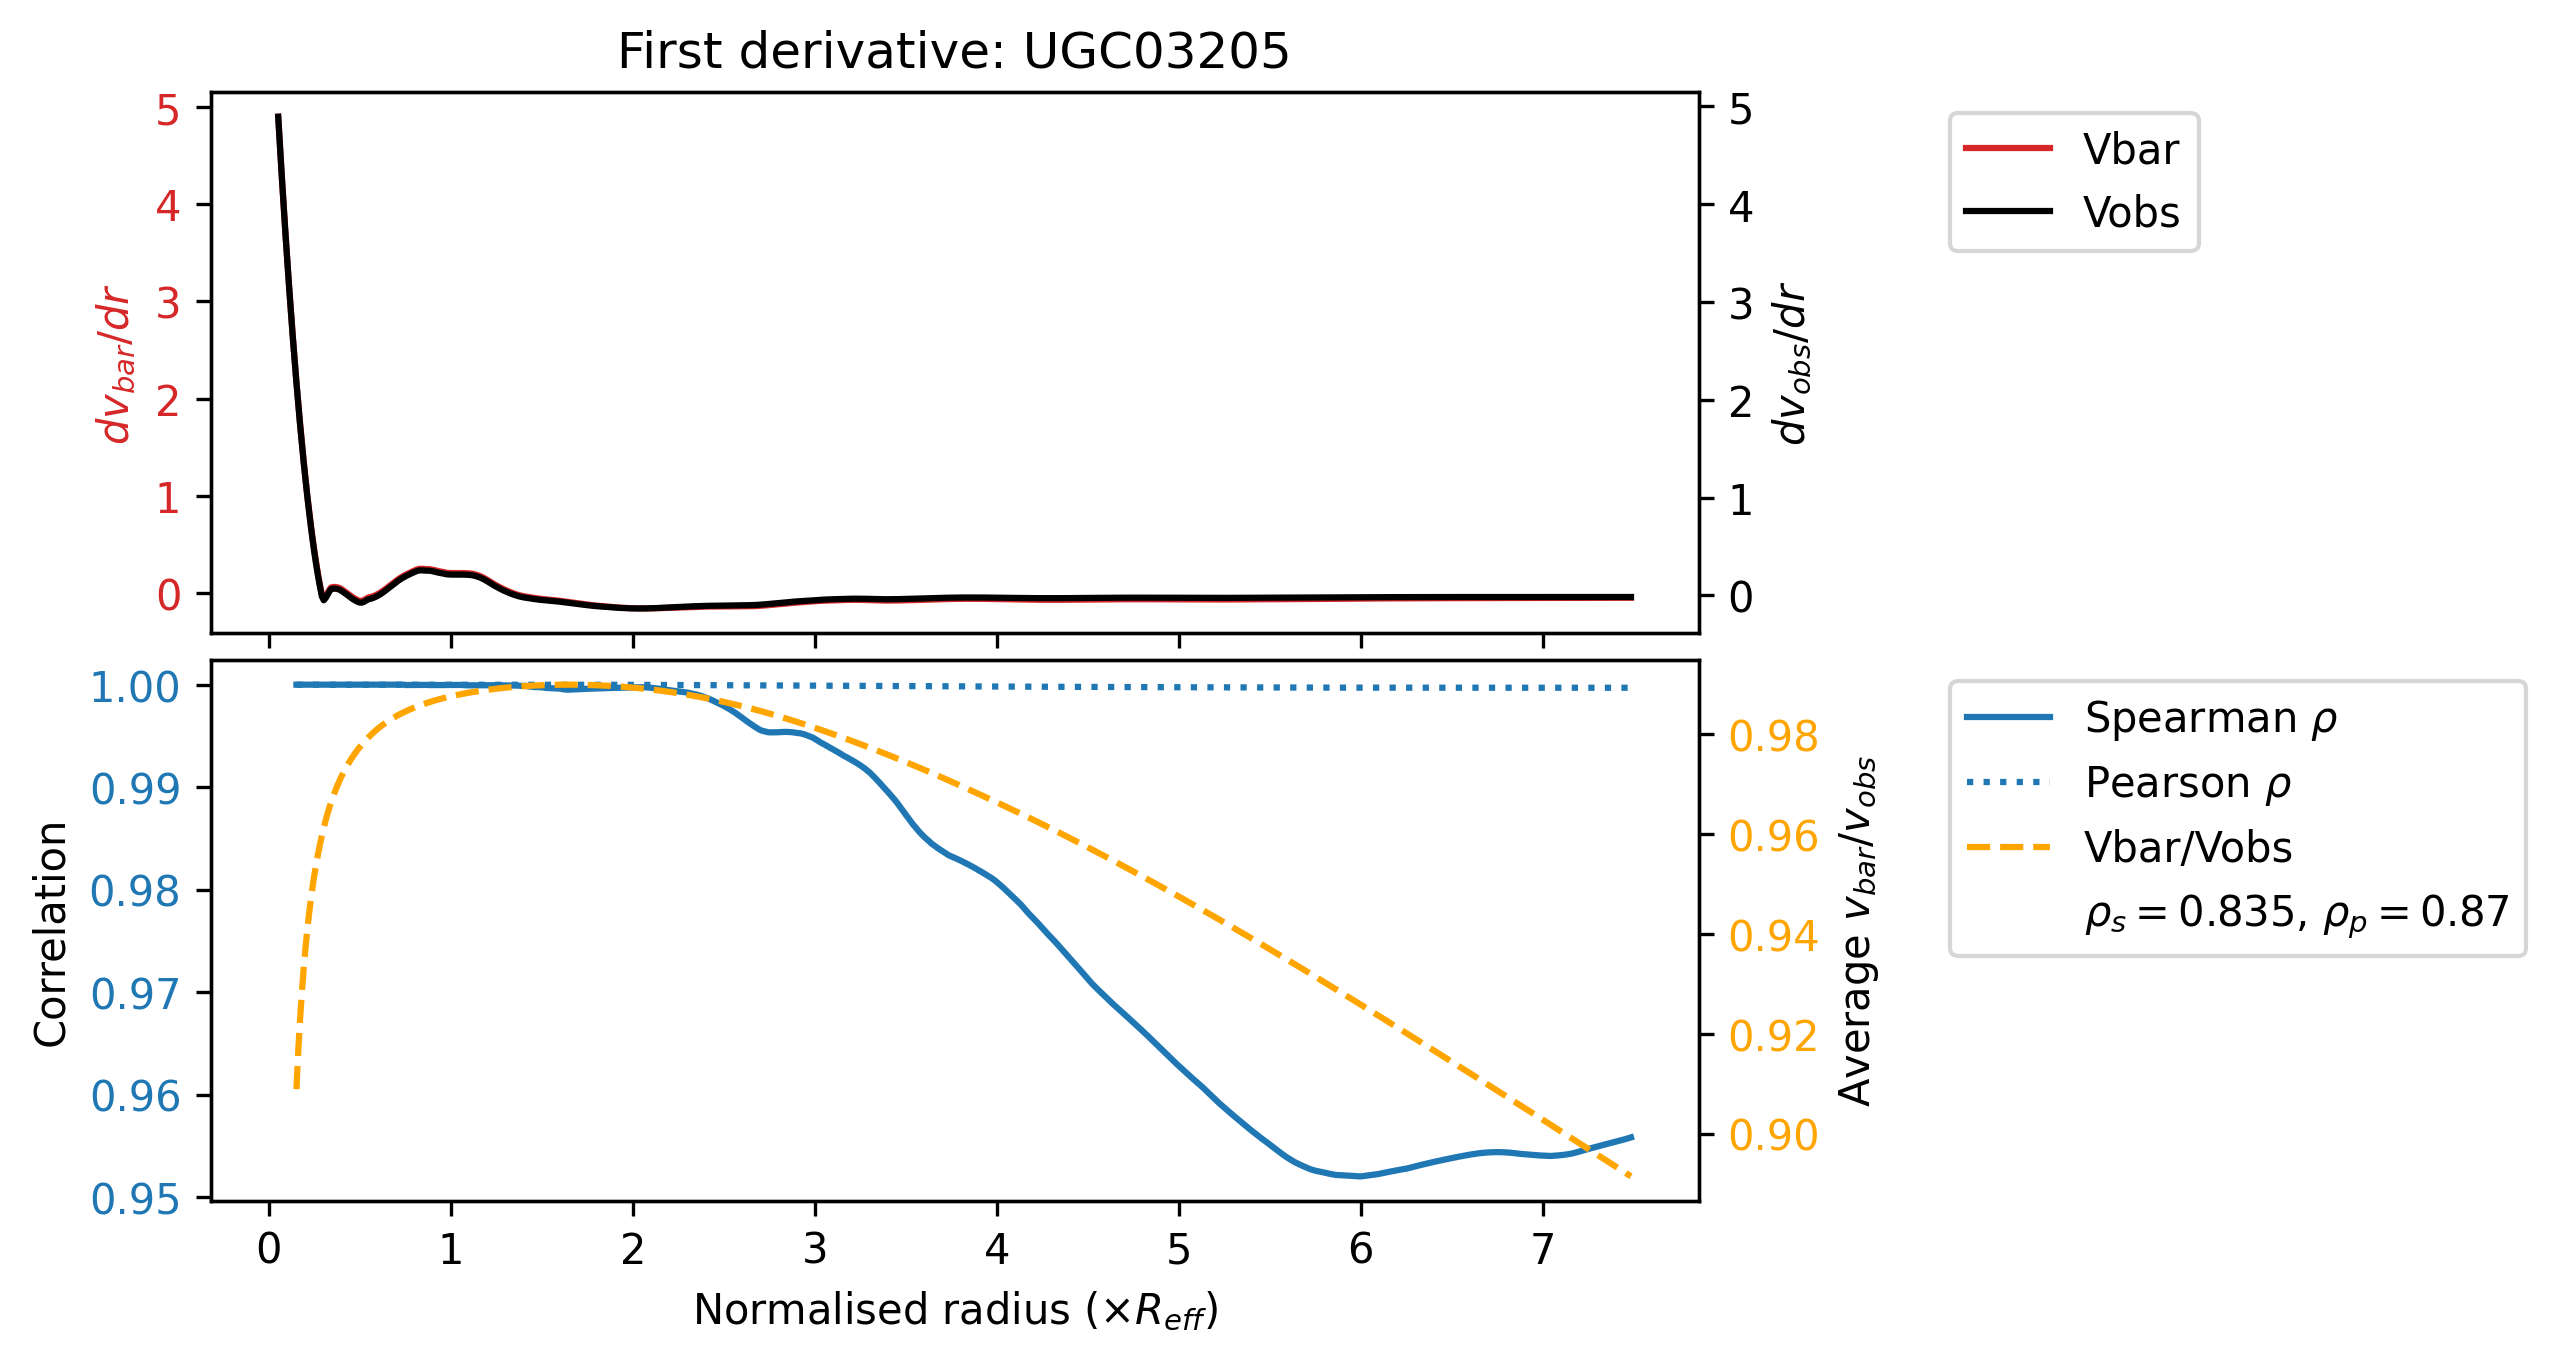 First derivative: UGC03205
5
4
3
2
1
0
dv_bar/dr
5
4
3
2
1
0
dv_obs/dr
Vbar
Vobs
1.00
0.99
0.98
0.97
0.96
0.95
Correlation
0.98
0.96
0.94
0.92
0.90
Average v_bar/v_obs
Spearman ρ
Pearson ρ
Vbar/Vobs
ρ_s = 0.835, ρ_p = 0.87
0 1 2 3 4 5 6 7
Normalised radius (×R_eff)